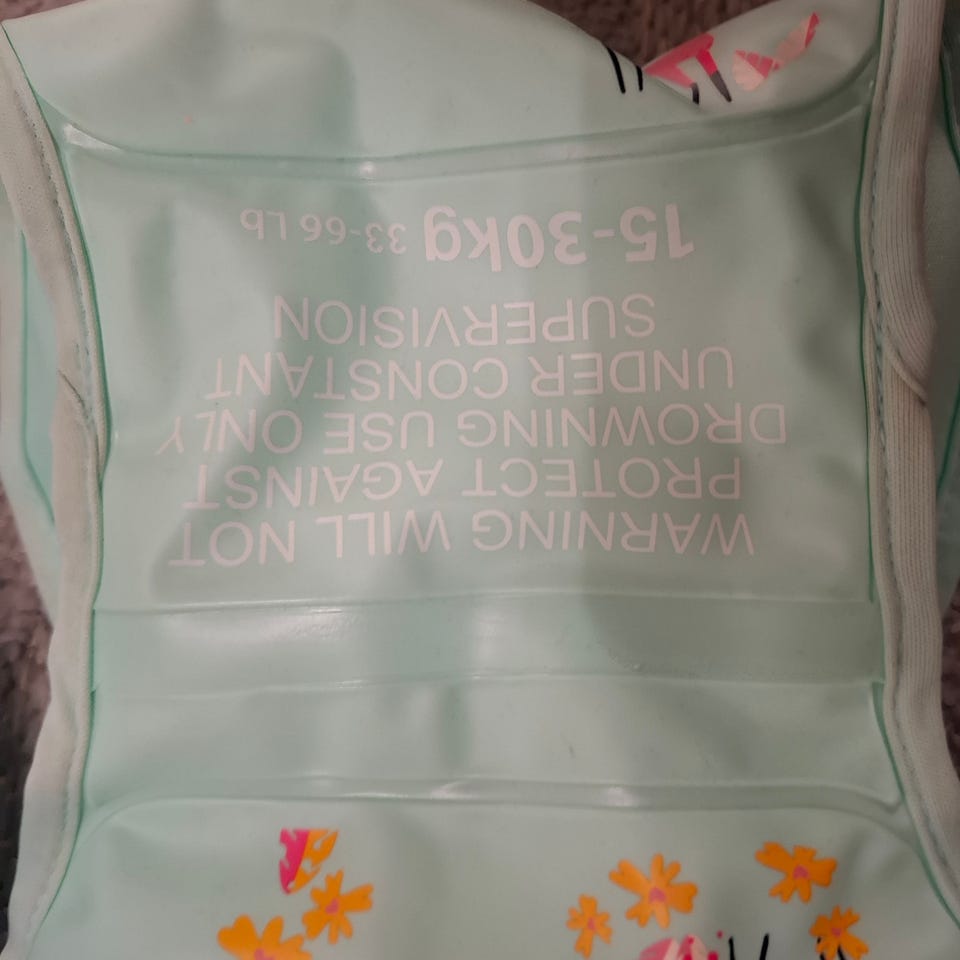 WARNING WILL NOT
PROTECT AGAINST
DROWNING USE ONLY
UNDER CONSTANT
SUPERVISION
15-30kg 33-66 Lb